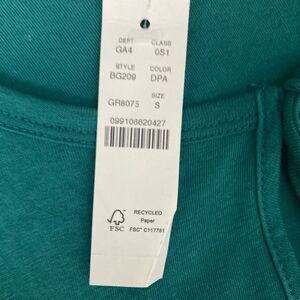 DEPT CLASS
GA4 0S1
STYLE COLOR
BG209 DPA
SIZE
GR8075 S
099106620427
RECYCLED
Paper
FSC FSC® C117781